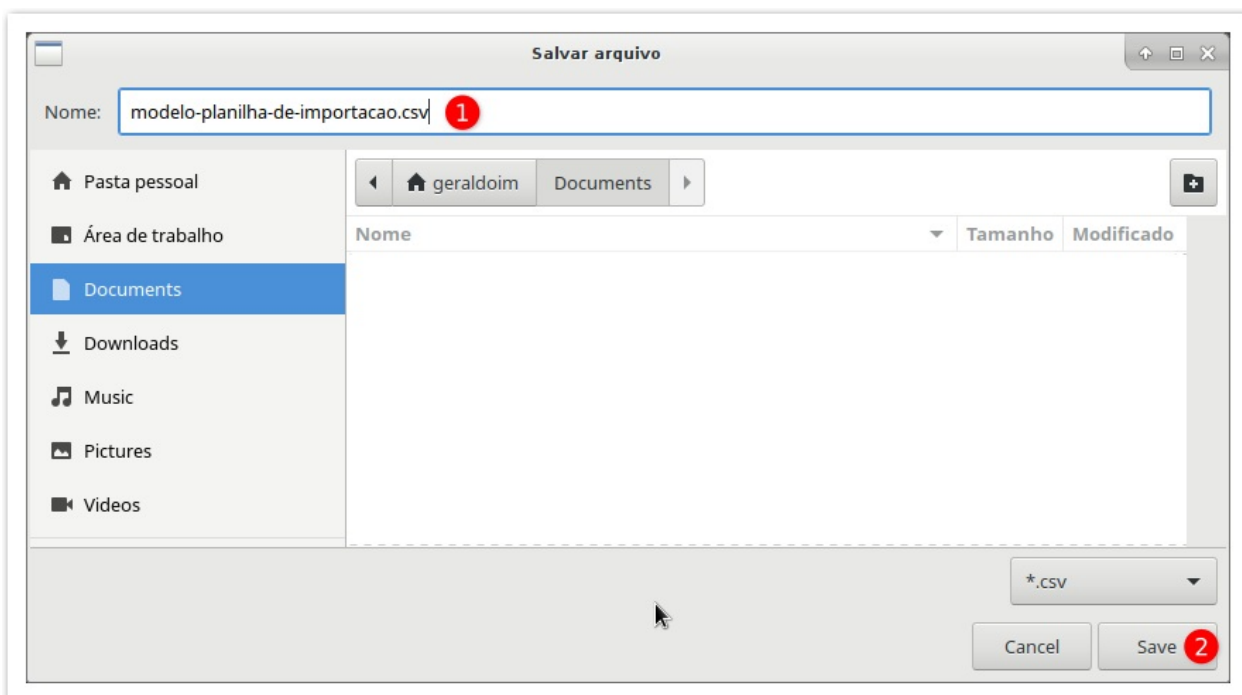 Salvar arquivo
Nome: modelo-planilha-de-importacao.csv 1
Pasta pessoal
geraldoim Documents
Área de trabalho
Nome Tamanho Modificado
Documents
Downloads
Music
Pictures
Videos
*.csv
Cancel Save 2